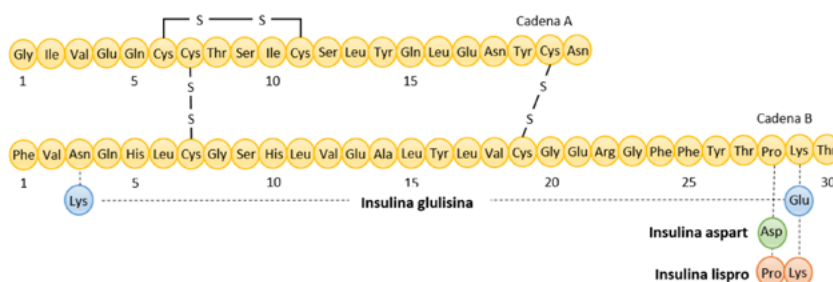 Cadena A
S S
Gly Ile Val Glu Gln Cys Cys Thr Ser Ile Cys Ser Leu Tyr Gln Leu Glu Asn Tyr Cys Asn
1 5 10 15
S S
S
Cadena B
Phe Val Asn Gln His Leu Cys Gly Ser His Leu Val Glu Ala Leu Tyr Leu Val Cys Gly Glu Arg Gly Phe Phe Tyr Thr Pro Lys Thr
1 5 10 15 20 25 30
Lys Insulina glulisina Glu
Insulina aspart Asp
Insulina lispro Pro Lys